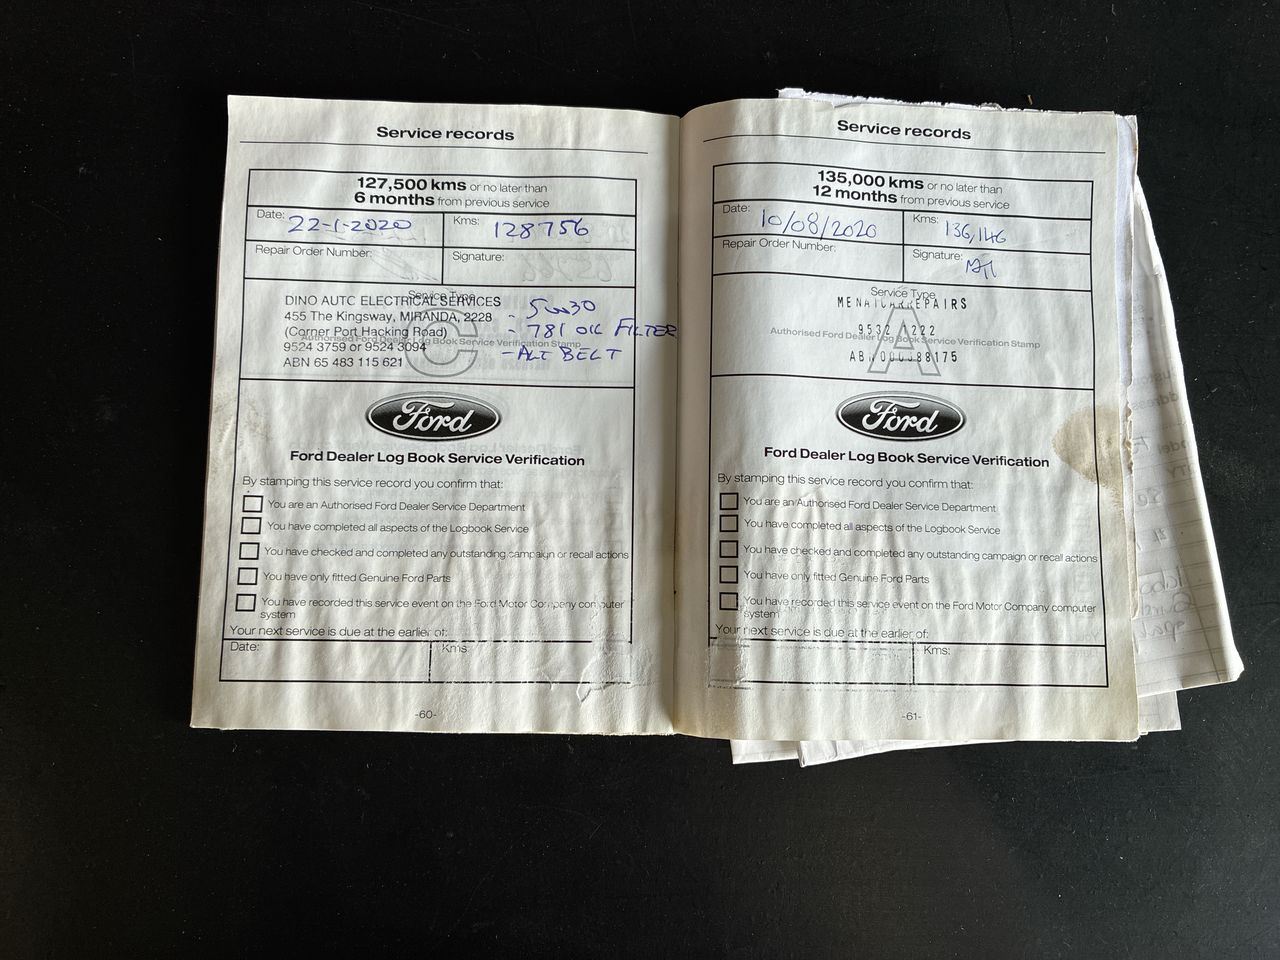 Service records
127,500 kms or no later than
6 months from previous service
Date: 22-1-2020
Kms: 128756
Repair Order Number:
Signature:
Service Type
C
DINO AUTC ELECTRICAL SERVICES
455 The Kingsway, MIRANDA, 2228
(Corner Port Hacking Road)
9524 3759 or 9524 3094
ABN 65 483 115 621
Authorised Ford Dealer Log Book Service Verification Stamp
- 5w30
- 781 OIL FILTER
- ALT BELT
Ford
Ford Dealer Log Book Service Verification
By stamping this service record you confirm that:
You are an Authorised Ford Dealer Service Department
You have completed all aspects of the Logbook Service
You have checked and completed any outstanding campaign or recall actions
You have only fitted Genuine Ford Parts
You have recorded this service event on the Ford Motor Company computer
system
Your next service is due at the earlier of:
Date:
Kms:
-60-
Service records
135,000 kms or no later than
12 months from previous service
Date: 10/08/2020
Kms: 136,146
Repair Order Number:
Signature:
Service Type
A
REPAIRS
9532 1222
Authorised Ford Dealer Log Book Service Verification Stamp
Ford
Ford Dealer Log Book Service Verification
By stamping this service record you confirm that:
You are an Authorised Ford Dealer Service Department
You have completed all aspects of the Logbook Service
You have checked and completed any outstanding campaign or recall actions
You have only fitted Genuine Ford Parts
You have recorded this service event on the Ford Motor Company computer
system
Your next service is due at the earlier of:
Kms:
-61-